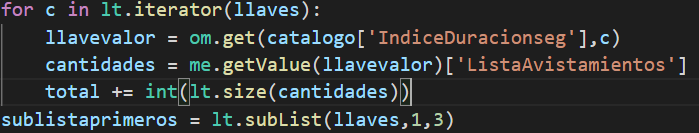 for c in lt.iterator(llaves):
    llavevalor = om.get(catalogo['IndiceDuracionseg'],c)
    cantidades = me.getValue(llavevalor)['ListaAvistamientos']
    total += int(lt.size(cantidades))
sublistaprimeros = lt.subList(llaves,1,3)